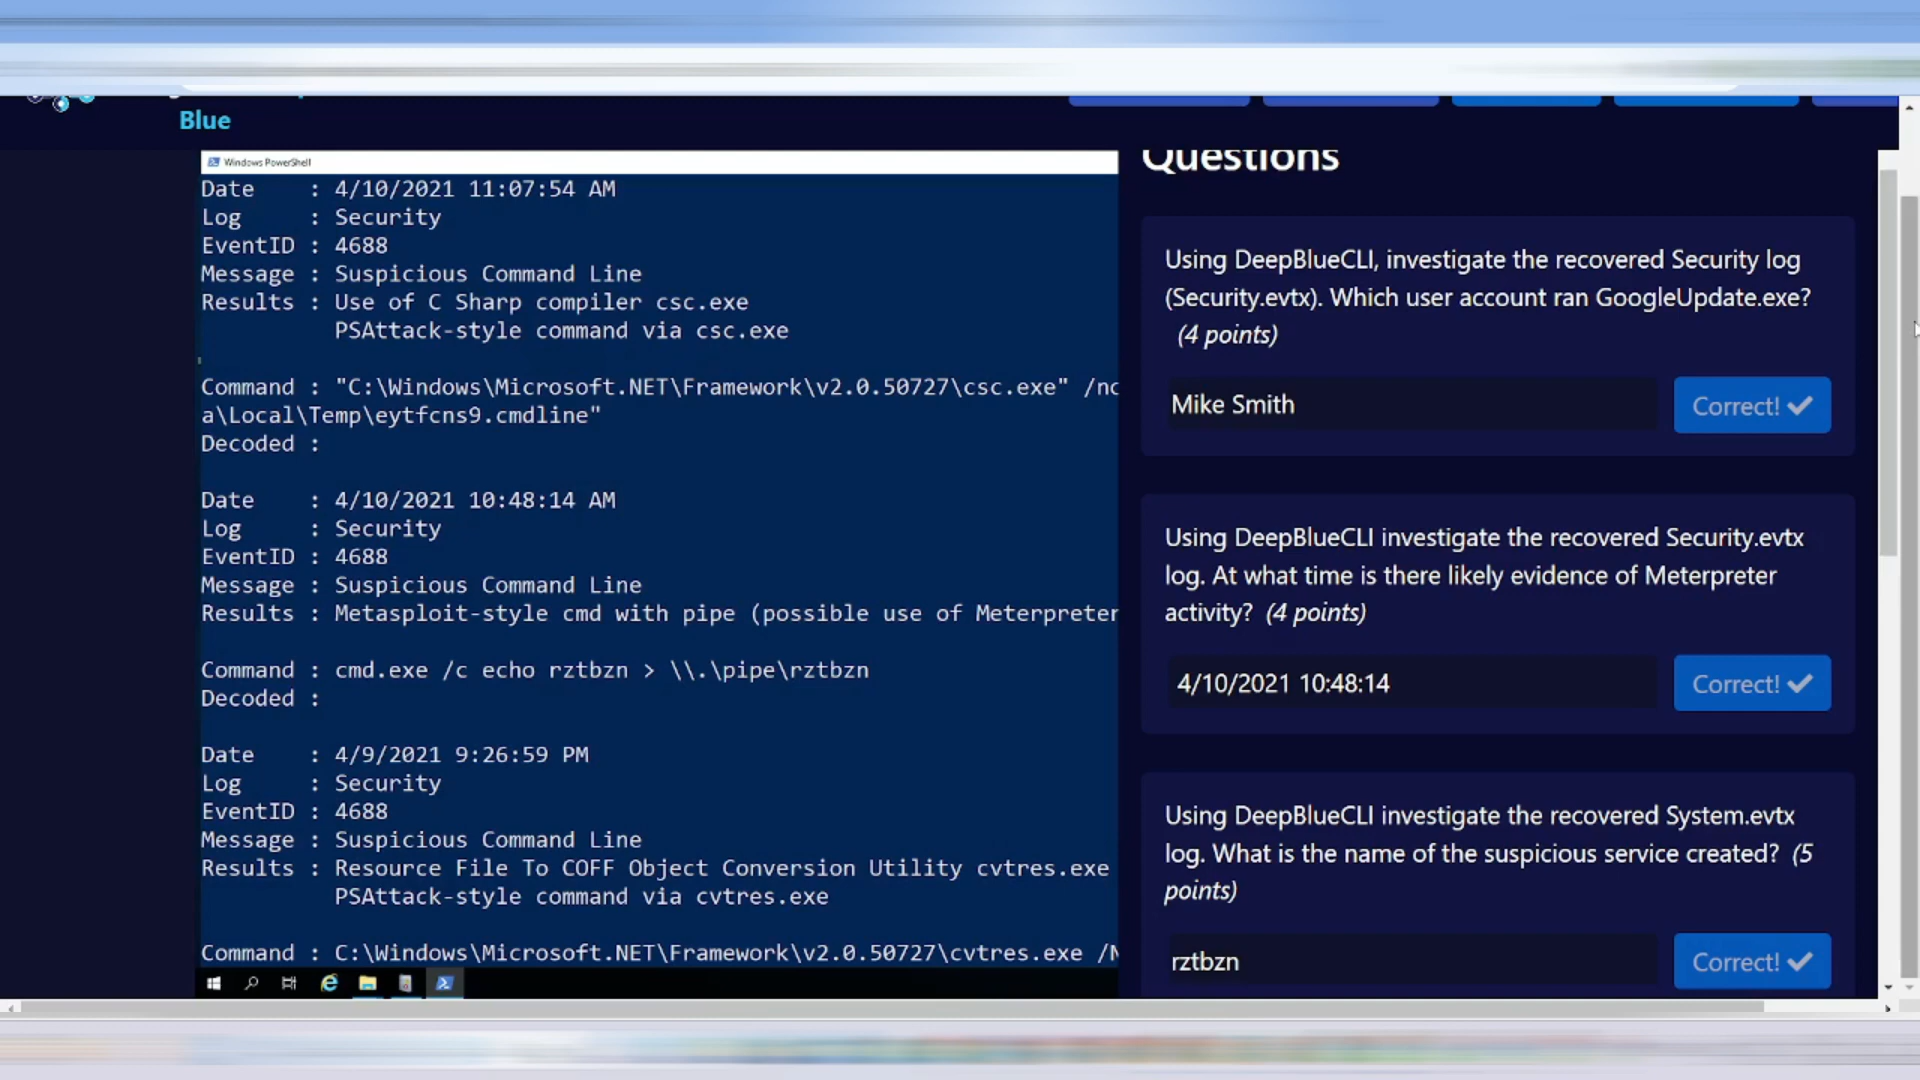 Blue
Windows PowerShell
Date : 4/10/2021 11:07:54 AM
Log : Security
EventID : 4688
Message : Suspicious Command Line
Results : Use of C Sharp compiler csc.exe
PSAttack-style command via csc.exe
Command : "C:\Windows\Microsoft.NET\Framework\v2.0.50727\csc.exe" /nc
a\Local\Temp\eytfcns9.cmdline"
Decoded :
Date : 4/10/2021 10:48:14 AM
Log : Security
EventID : 4688
Message : Suspicious Command Line
Results : Metasploit-style cmd with pipe (possible use of Meterpreter
Command : cmd.exe /c echo rztbzn > \\.\pipe\rztbzn
Decoded :
Date : 4/9/2021 9:26:59 PM
Log : Security
EventID : 4688
Message : Suspicious Command Line
Results : Resource File To COFF Object Conversion Utility cvtres.exe
PSAttack-style command via cvtres.exe
Command : C:\Windows\Microsoft.NET\Framework\v2.0.50727\cvtres.exe /
Questions
Using DeepBlueCLI, investigate the recovered Security log
(Security.evtx). Which user account ran GoogleUpdate.exe?
(4 points)
Mike Smith
Correct!
Using DeepBlueCLI investigate the recovered Security.evtx
log. At what time is there likely evidence of Meterpreter
activity? (4 points)
4/10/2021 10:48:14
Correct!
Using DeepBlueCLI investigate the recovered System.evtx
log. What is the name of the suspicious service created? (5
points)
rztbzn
Correct!